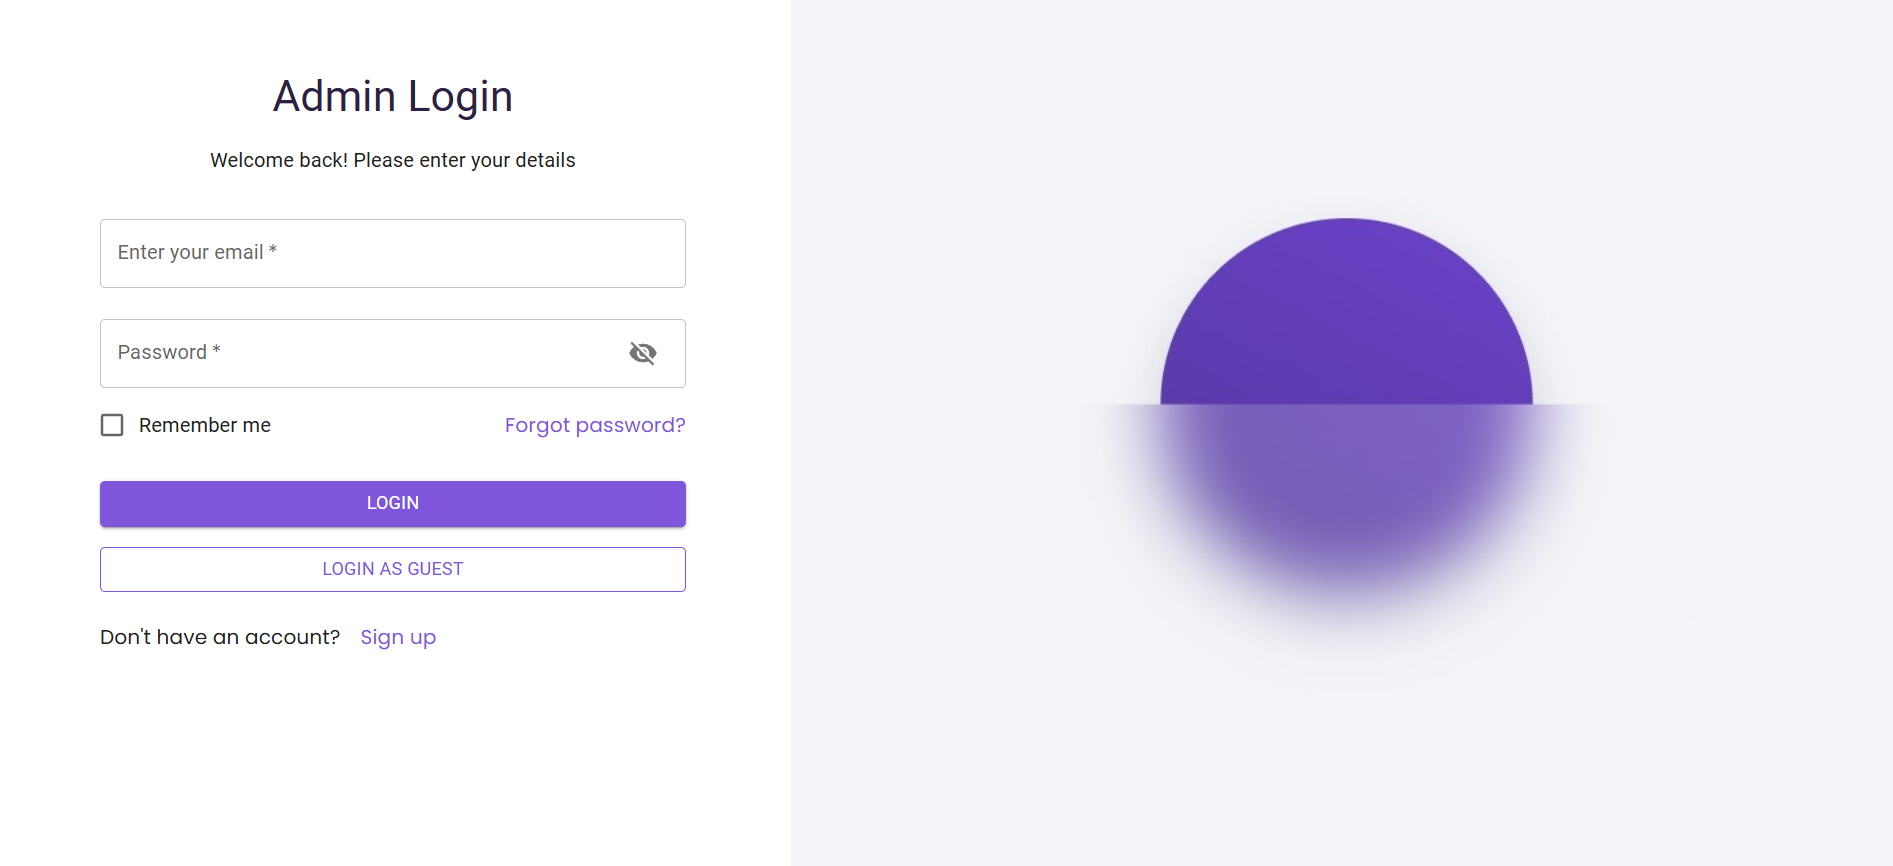 Admin Login
Welcome back! Please enter your details
Enter your email *
Password *
Remember me Forgot password?
LOGIN
LOGIN AS GUEST
Don't have an account? Sign up